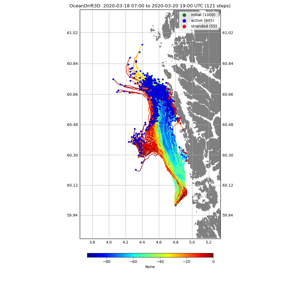 OceanDrift3D 2020-03-18 07:00 to 2020-03-20 19:00 UTC (121 steps)
initial (1000)
active (945)
stranded (55)
61.02 61.02
60.84 60.84
60.66 60.66
60.48 60.48
60.30 60.30
60.12 60.12
59.94 59.94
3.8 4.0 4.2 4.4 4.6 4.8 5.0 5.2
−80 −60 −40 −20 0
None